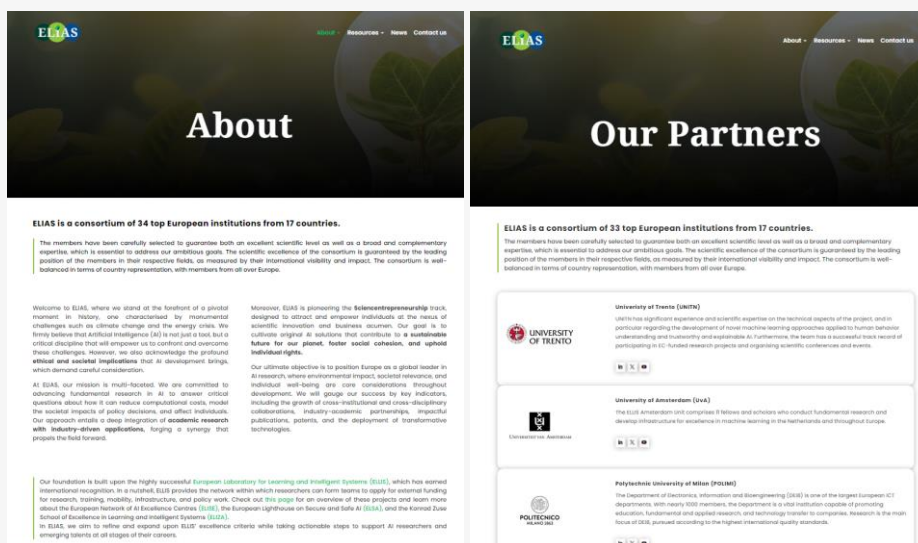 ELIAS
About Resources News Contact us
About
ELIAS is a consortium of 34 top European institutions from 17 countries.
The members have been carefully selected to guarantee both an excellent scientific level as well as a broad and complementary
expertise, which is essential to address our ambitious goals. The scientific excellence of the consortium is guaranteed by the leading
position of the members in their respective fields, as measured by their international visibility and impact. The consortium is well-
balanced in terms of country representation, with members from all over Europe.
Welcome to ELIAS, where we stand at the forefront of a pivotal
moment in history, one characterised by monumental
challenges such as climate change and the energy crisis. We
firmly believe that Artificial Intelligence (AI) is not just a tool, but a
critical discipline that will empower us to confront and overcome
these challenges. However, we also acknowledge the profound
ethical and societal implications that AI development brings,
which demand careful consideration.
At ELIAS, our mission is multi-faceted. We are committed to
advancing fundamental research in AI to answer critical
questions about how it can reduce computational costs, model
the societal impacts of policy decisions, and affect individuals.
Our approach entails a deep integration of academic research
with industry-driven applications, forging a synergy that
propels the field forward.
Moreover, ELIAS is pioneering the Scientrepreneurship track,
designed to attract and empower individuals at the nexus of
scientific innovation and business acumen. Our goal is to
cultivate original AI solutions that contribute to a sustainable
future for our planet, foster social cohesion, and uphold
individual rights.
Our ultimate objective is to position Europe as a global leader in
AI research, where environmental impact, societal relevance, and
individual well-being are core considerations throughout
development. We will gauge our success by key indicators,
including the growth of cross-institutional and cross-disciplinary
collaborations, industry-academic partnerships, impactful
publications, patents, and the deployment of transformative
technologies.
Our foundation is built upon the highly successful European Laboratory for Learning and Intelligent Systems (ELLIS), which has earned
international recognition. In a nutshell, ELLIS provides the network within which researchers can form teams to apply for external funding
for research, training, mobility, infrastructure, and policy work. Check out this page for an overview of these projects and learn more
about the European Network of AI Excellence Centres (ELISE), the European Lighthouse on Secure and Safe AI (ELSA), and the Konrad Zuse
School of Excellence in Learning and Intelligent Systems (ELIZA).
In ELIAS, we aim to refine and expand upon ELLIS' excellence criteria while taking actionable steps to support AI researchers and
emerging talents at all stages of their careers.
ELIAS
About Resources News Contact us
Our Partners
ELIAS is a consortium of 33 top European institutions from 17 countries.
The members have been carefully selected to guarantee both an excellent scientific level as well as a broad and complementary
expertise, which is essential to address our ambitious goals. The scientific excellence of the consortium is guaranteed by the leading
position of the members in their respective fields, as measured by their international visibility and impact. The consortium is well-
balanced in terms of country representation, with members from all over Europe.
UNIVERSITY
OF TRENTO
University of Trento (UNITN)
UNITN has significant experience and scientific expertise on the technical aspects of the project, and in
particular regarding the development of novel machine learning approaches applied to human behavior
understanding and trustworthy and explainable AI. Furthermore, the team has a successful track record of
participating in EC-funded research projects and organising scientific conferences and events.
in X
UNIVERSITEIT VAN AMSTERDAM
University of Amsterdam (UvA)
The ELLIS Amsterdam Unit comprises 11 fellows and scholars who conduct fundamental research and
develop infrastructure for excellence in machine learning in the Netherlands and throughout Europe.
in X
POLITECNICO
MILANO 1863
Polytechnic University of Milan (POLIMI)
The Department of Electronics, Information and Bioengineering (DEIB) is one of the largest European ICT
departments. With nearly 1000 members, the Department is a vital institution capable of promoting
education, fundamental and applied research, and technology transfer to companies. Research is the main
focus of DEIB, pursued according to the highest international quality standards.